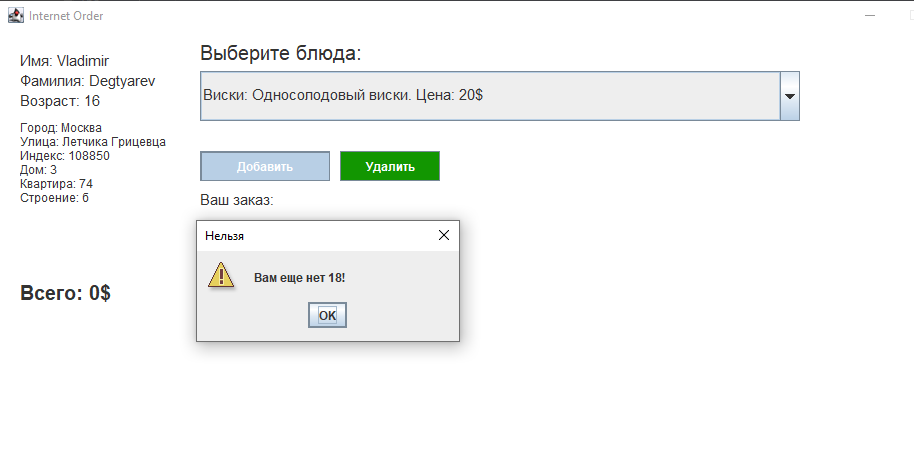 Internet Order
Имя: Vladimir
Фамилия: Degtyarev
Возраст: 16
Город: Москва
Улица: Летчика Грицевца
Индекс: 108850
Дом: 3
Квартира: 74
Строение: 6
Всего: 0$
Выберите блюда:
Виски: Односолодовый виски. Цена: 20$
Добавить
Удалить
Ваш заказ:
Нельзя
Вам еще нет 18!
OK